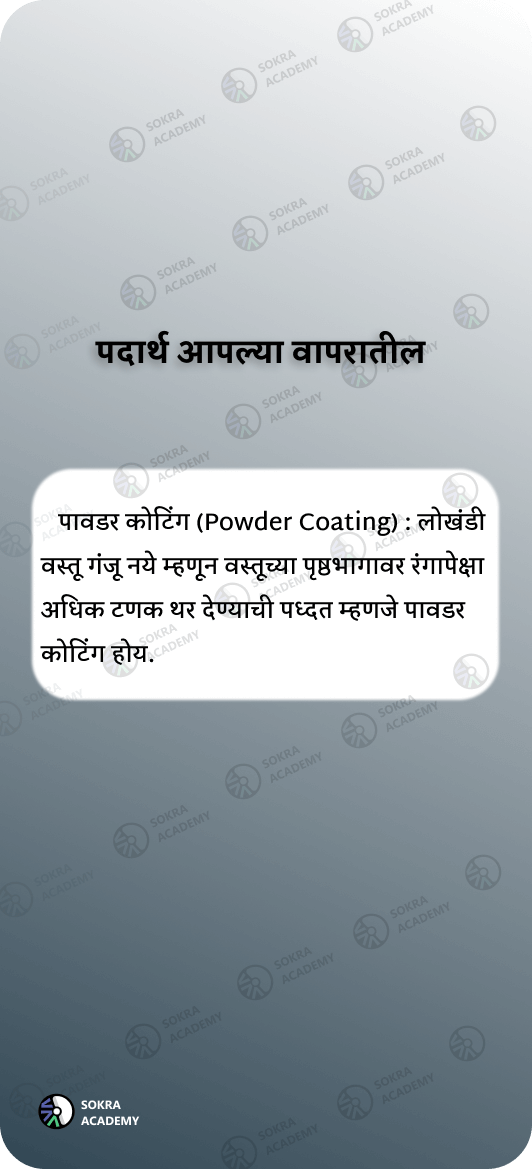 पदार्थ आपल्या वापरातील
पावडर कोटिंग (Powder Coating) : लोखंडी
वस्तू गंजू नये म्हणून वस्तूच्या पृष्ठभागावर रंगापेक्षा
अधिक टणक थर देण्याची पध्दत म्हणजे पावडर
कोटिंग होय.
SOKRA
ACADEMY